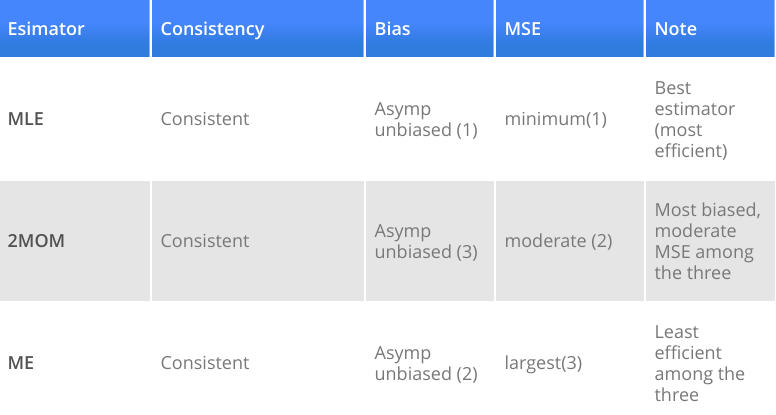 Esimator Consistency Bias MSE Note
MLE Consistent Asymp unbiased (1) minimum(1) Best estimator (most efficient)
2MOM Consistent Asymp unbiased (3) moderate (2) Most biased, moderate MSE among the three
ME Consistent Asymp unbiased (2) largest(3) Least efficient among the three